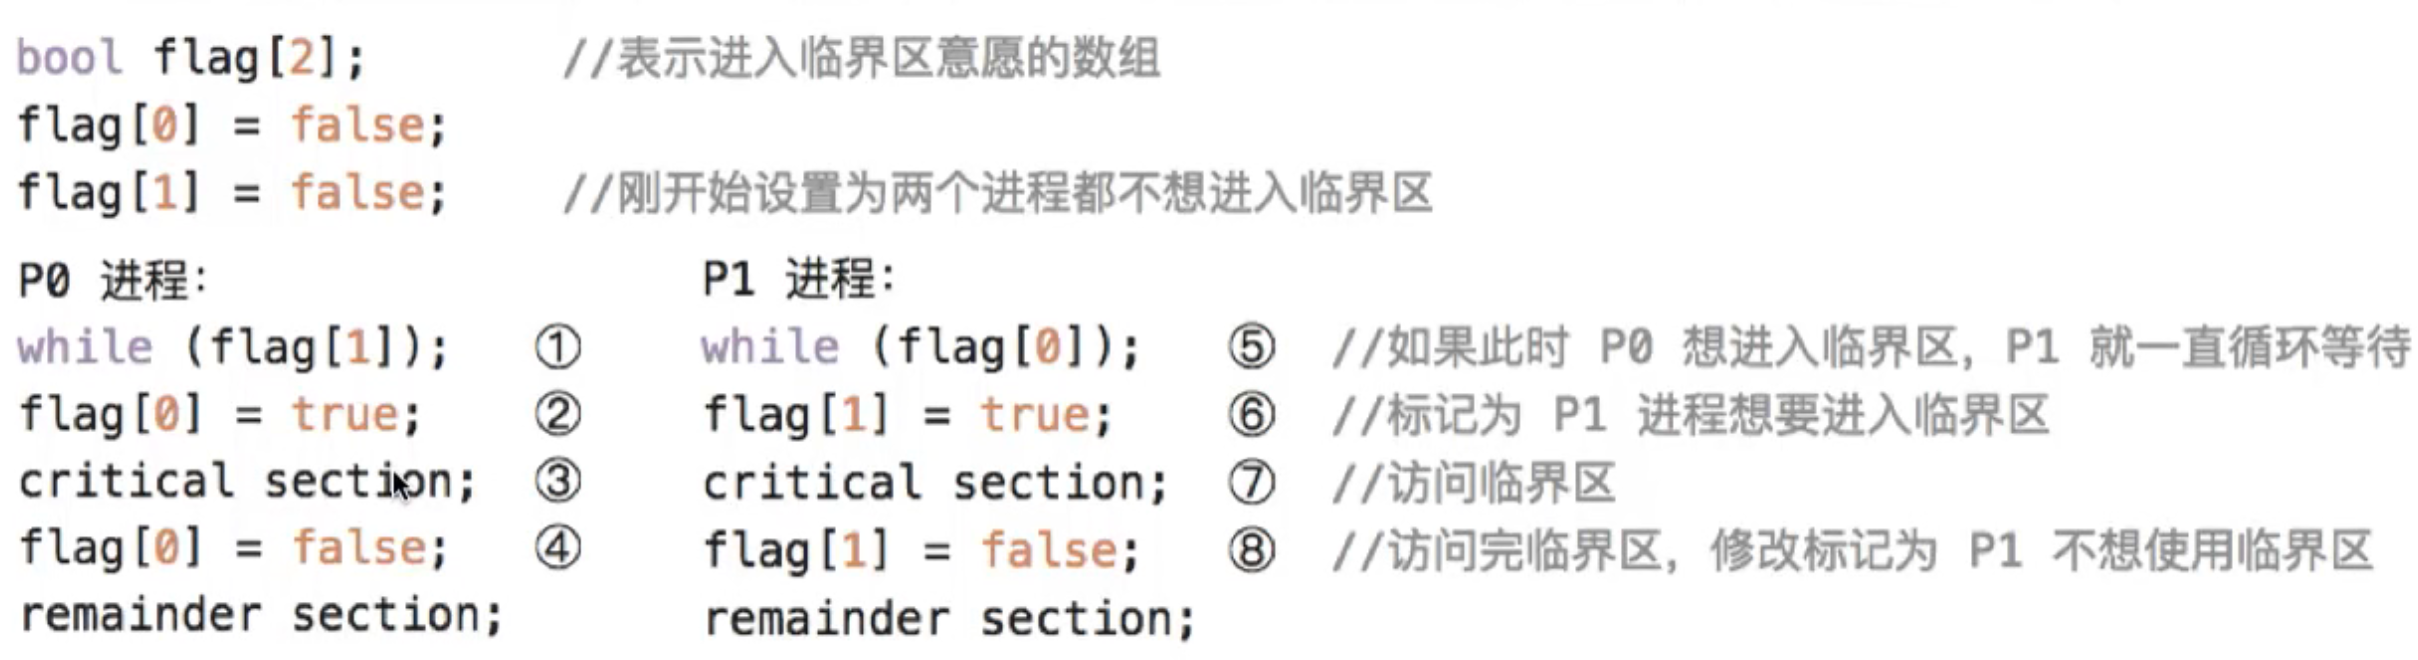 bool flag[2]; //表示进入临界区意愿的数组
flag[0] = false;
flag[1] = false; //刚开始设置为两个进程都不想进入临界区
P0 进程: P1 进程:
while (flag[1]); ① while (flag[0]); ⑤ //如果此时 P0 想进入临界区，P1 就一直循环等待
flag[0] = true; ② flag[1] = true; ⑥ //标记为 P1 进程想要进入临界区
critical section; ③ critical section; ⑦ //访问临界区
flag[0] = false; ④ flag[1] = false; ⑧ //访问完临界区，修改标记为 P1 不想使用临界区
remainder section; remainder section;